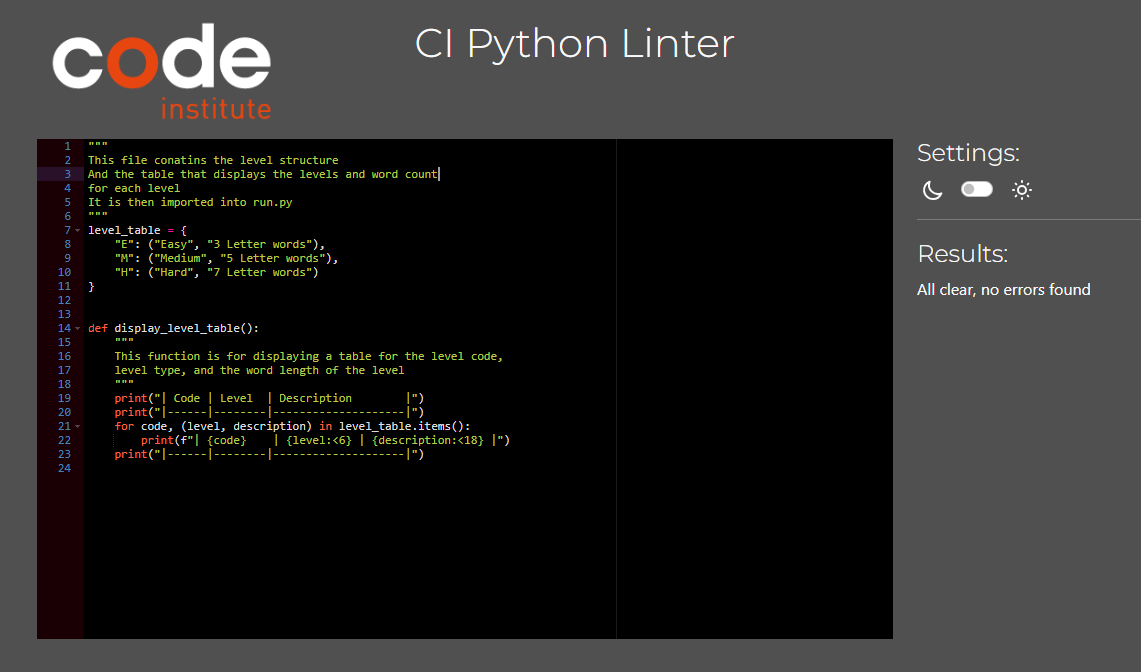 code
institute
CI Python Linter
1 """
2 This file conatins the level structure
3 And the table that displays the levels and word count
4 for each level
5 It is then imported into run.py
6 """
7 level_table = {
8     "E": ("Easy", "3 Letter words"),
9     "M": ("Medium", "5 Letter words"),
10     "H": ("Hard", "7 Letter words")
11 }
12
13
14 def display_level_table():
15     """
16     This function is for displaying a table for the level code,
17     level type, and the word length of the level
18     """
19     print("| Code | Level  | Description        |")
20     print("|------|--------|--------------------|")
21     for code, (level, description) in level_table.items():
22         print(f"| {code}    | {level:<6} | {description:<18} |")
23     print("|------|--------|--------------------|")
24
Settings:
Results:
All clear, no errors found